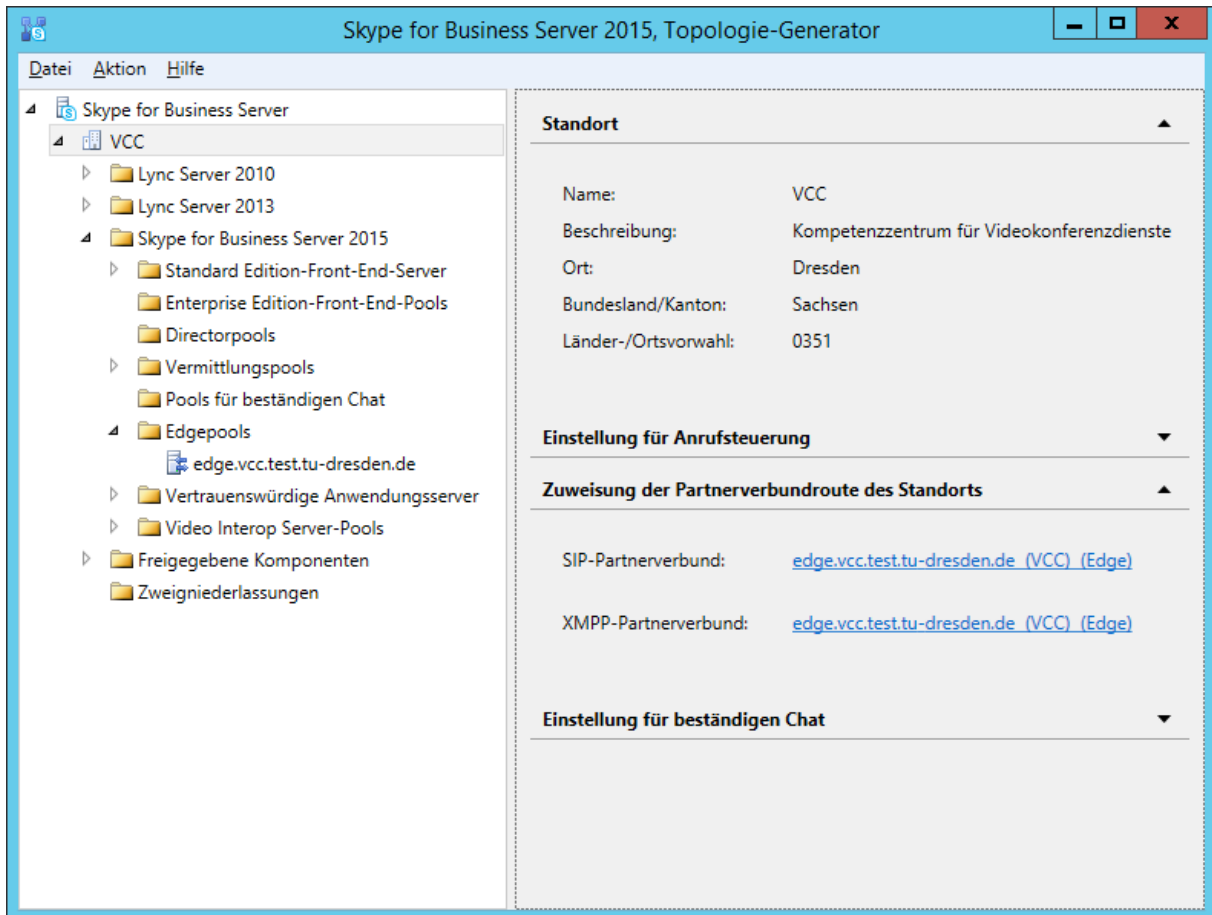 Skype for Business Server 2015, Topologie-Generator
Datei Aktion Hilfe
Skype for Business Server
VCC
Lync Server 2010
Lync Server 2013
Skype for Business Server 2015
Standard Edition-Front-End-Server
Enterprise Edition-Front-End-Pools
Directorpools
Vermittlungspools
Pools für beständigen Chat
Edgepools
edge.vcc.test.tu-dresden.de
Vertrauenswürdige Anwendungsserver
Video Interop Server-Pools
Freigegebene Komponenten
Zweigniederlassungen
Standort
Name: VCC
Beschreibung: Kompetenzzentrum für Videokonferenzdienste
Ort: Dresden
Bundesland/Kanton: Sachsen
Länder-/Ortsvorwahl: 0351
Einstellung für Anrufsteuerung
Zuweisung der Partnerverbundroute des Standorts
SIP-Partnerverbund: edge.vcc.test.tu-dresden.de (VCC) (Edge)
XMPP-Partnerverbund: edge.vcc.test.tu-dresden.de (VCC) (Edge)
Einstellung für beständigen Chat